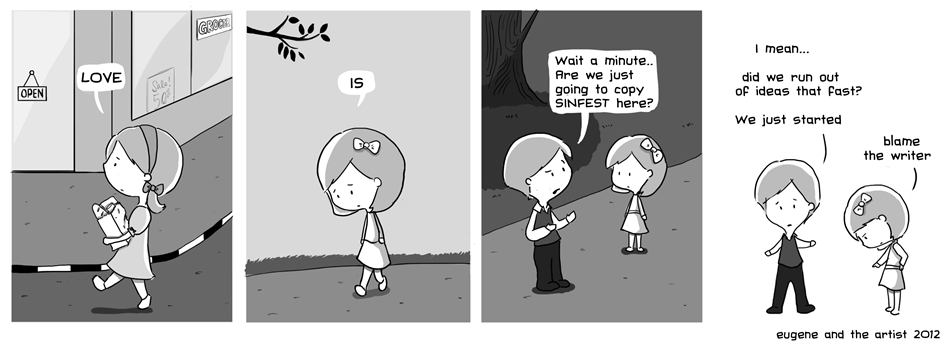 OPEN
LOVE
Sale!
50¢
IS
Wait a minute..
Are we just
going to copy
SINFEST here?
I mean...
did we run out
of ideas that fast?
We just started
blame
the writer
eugene and the artist 2012